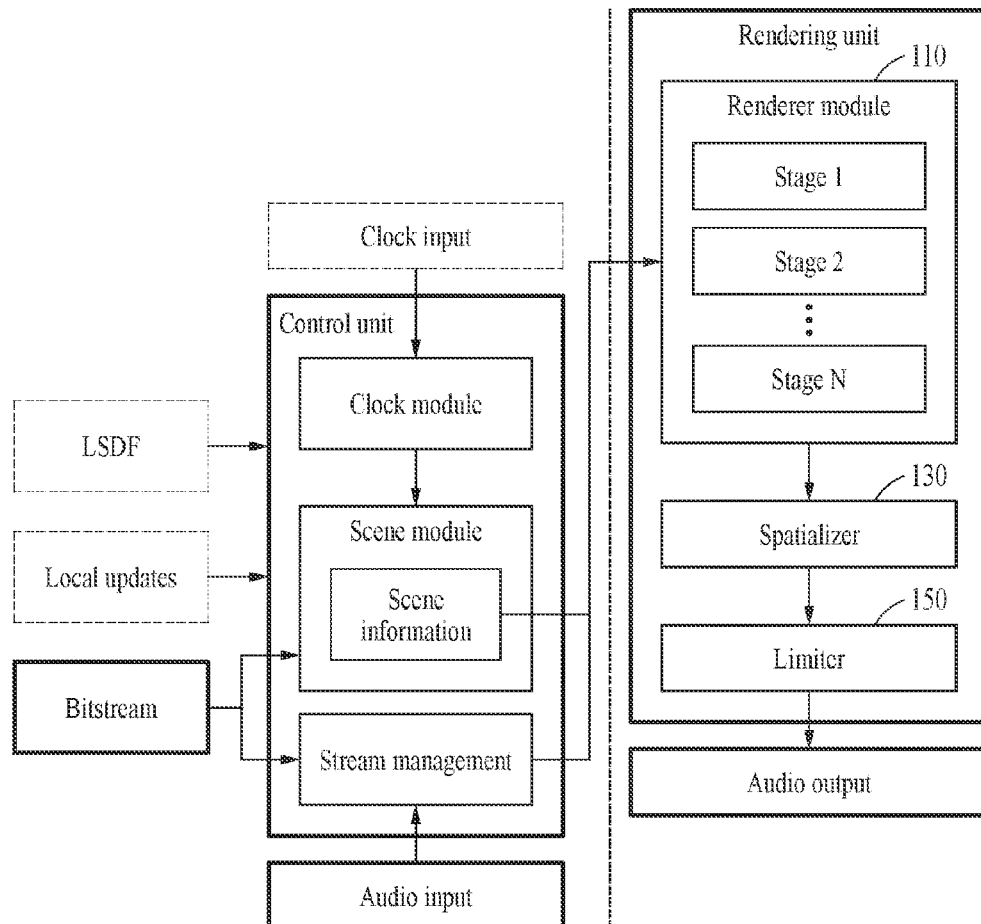 Rendering unit
110
Renderer module
Stage 1
Stage 2
Stage N
130
Spatializer
150
Limiter
Audio output
Clock input
Control unit
Clock module
LSDF
Scene module
Local updates
Scene
information
Bitstream
Stream management
Audio input